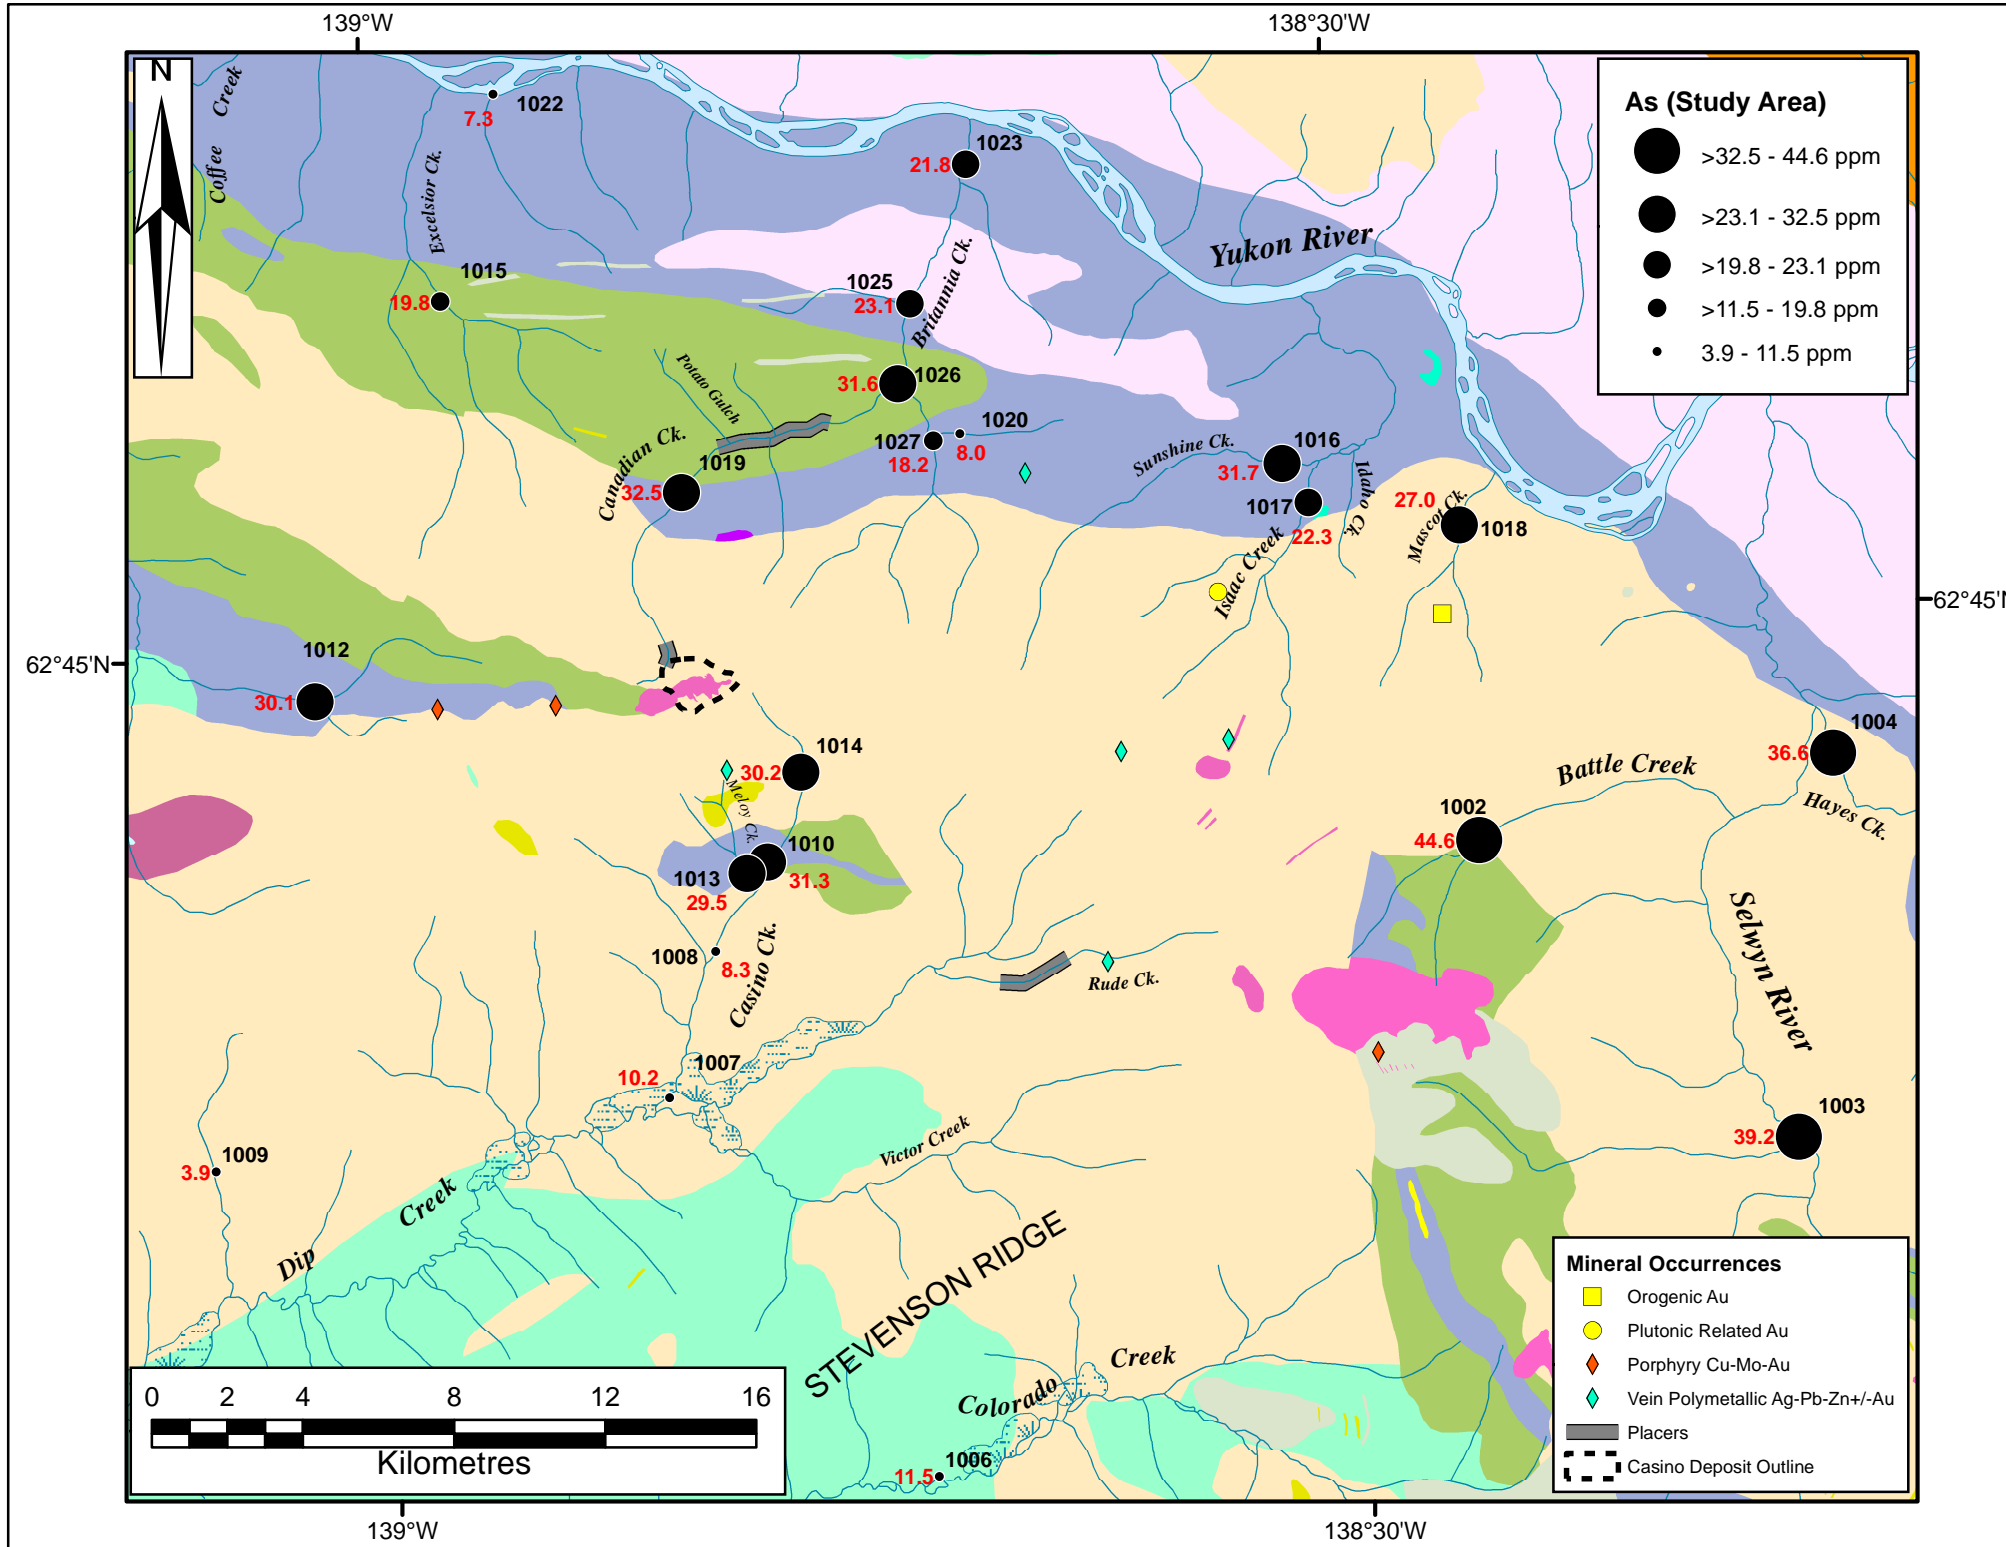 139°W
138°30'W
N
Coffee Creek
1022
7.3
Excelsior Ck.
1023
21.8
As (Study Area)
>32.5 - 44.6 ppm
>23.1 - 32.5 ppm
>19.8 - 23.1 ppm
>11.5 - 19.8 ppm
3.9 - 11.5 ppm
Yukon River
1015
19.8
1025
23.1
Britannia Ck.
Potato Gulch
31.6
1026
1020
8.0
1027
18.2
Canadian Ck.
1019
32.5
Sunshine Ck.
1016
31.7
1017
22.3
Idaho Ck.
27.0
Mascot Ck.
1018
Isaac Creek
62°45'N
62°45'N
1012
30.1
1014
30.2
Meloy Ck.
1010
31.3
1013
29.5
1004
36.6
Battle Creek
Hayes Ck.
1002
44.6
Selwyn River
1008
8.3
Casino Ck.
Rude Ck.
1007
10.2
1003
39.2
1009
3.9
Victor Creek
Dip Creek
STEVENSON RIDGE
Colorado Creek
1006
11.5
0 2 4 8 12 16
Kilometres
Mineral Occurrences
Orogenic Au
Plutonic Related Au
Porphyry Cu-Mo-Au
Vein Polymetallic Ag-Pb-Zn+/-Au
Placers
Casino Deposit Outline
139°W
138°30'W